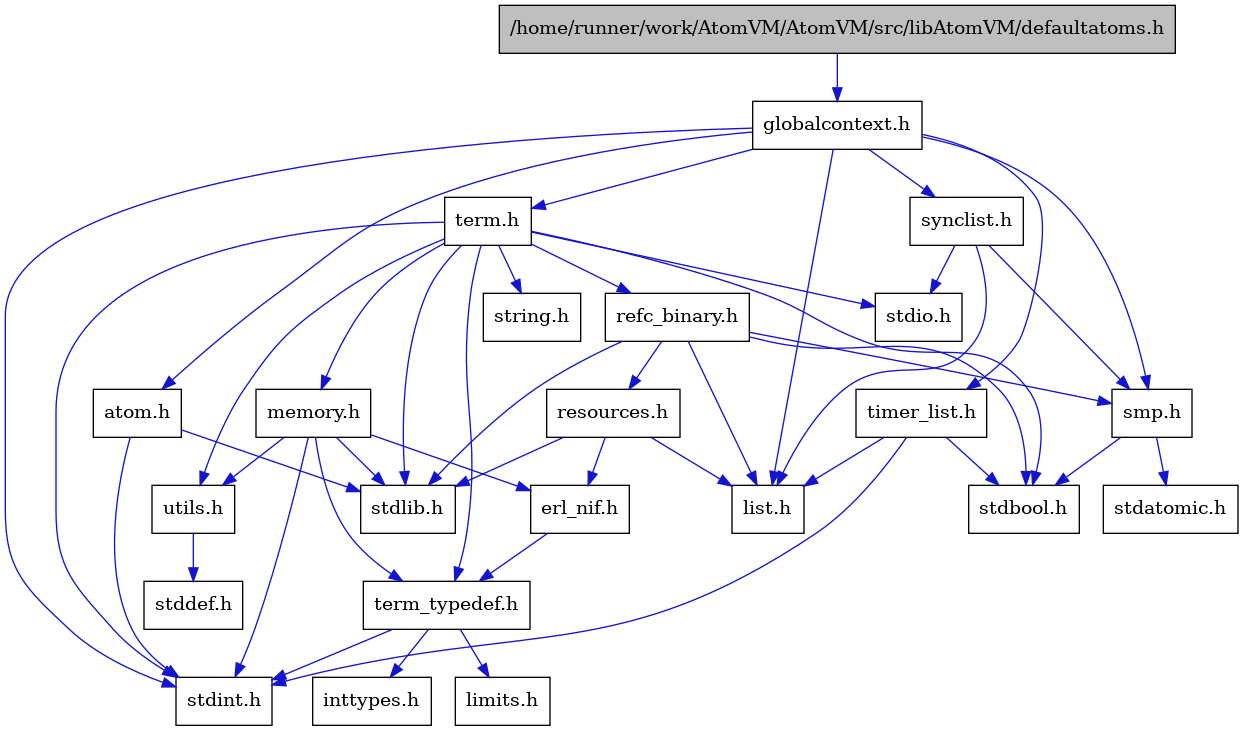 /home/runner/work/AtomVM/AtomVM/src/libAtomVM/defaultatoms.h
globalcontext.h
term.h
synclist.h
string.h
refc_binary.h
stdio.h
atom.h
memory.h
resources.h
timer_list.h
smp.h
utils.h
stdlib.h
erl_nif.h
list.h
stdbool.h
stdatomic.h
stddef.h
term_typedef.h
stdint.h
inttypes.h
limits.h